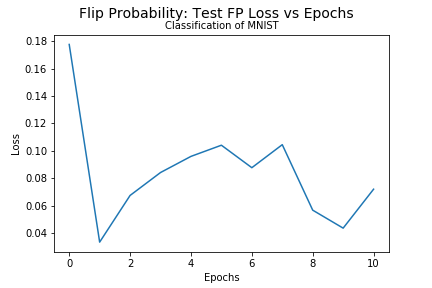 Flip Probability: Test FP Loss vs Epochs
Classification of MNIST
0.18
0.16
0.14
0.12
0.10
0.08
0.06
0.04
Loss
0 2 4 6 8 10
Epochs